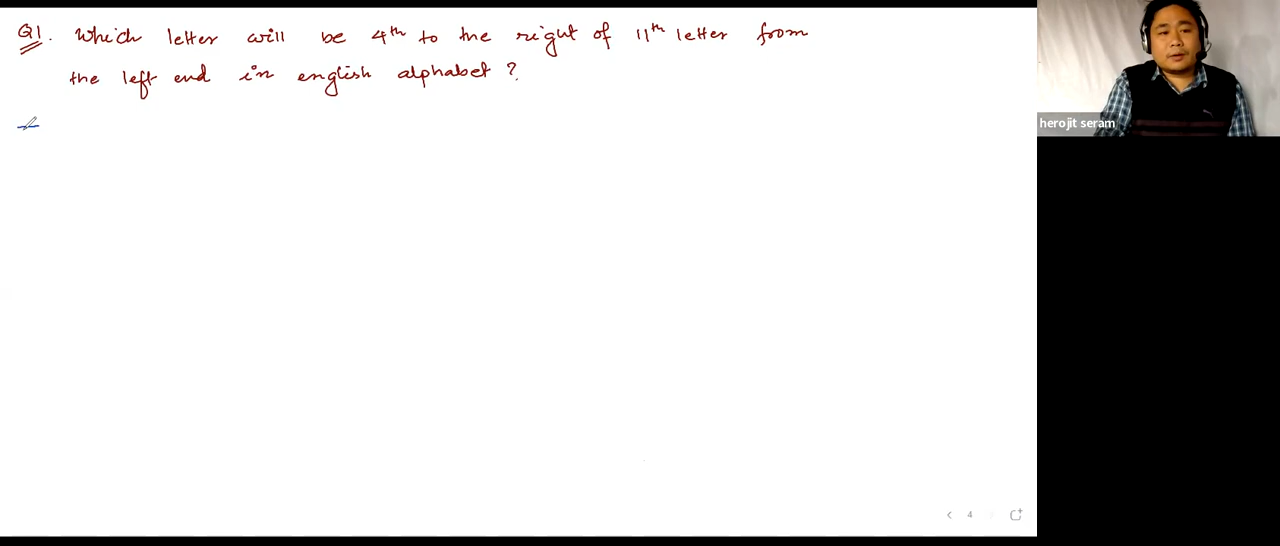 Q1. Which letter will be 4th to the right of 11th letter from
the left end in english alphabet ?
herojit seram
4